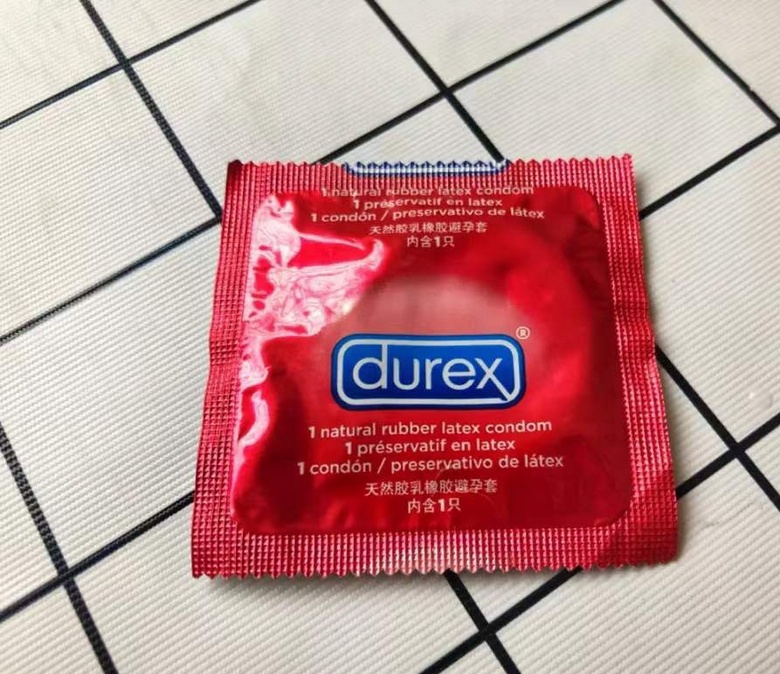 1 natural rubber latex condom
1 préservatif en latex
1 condón / preservativo de látex
天然胶乳橡胶避孕套
内含1只
durex®
1 natural rubber latex condom
1 préservatif en latex
1 condón / preservativo de látex
天然胶乳橡胶避孕套
内含1只